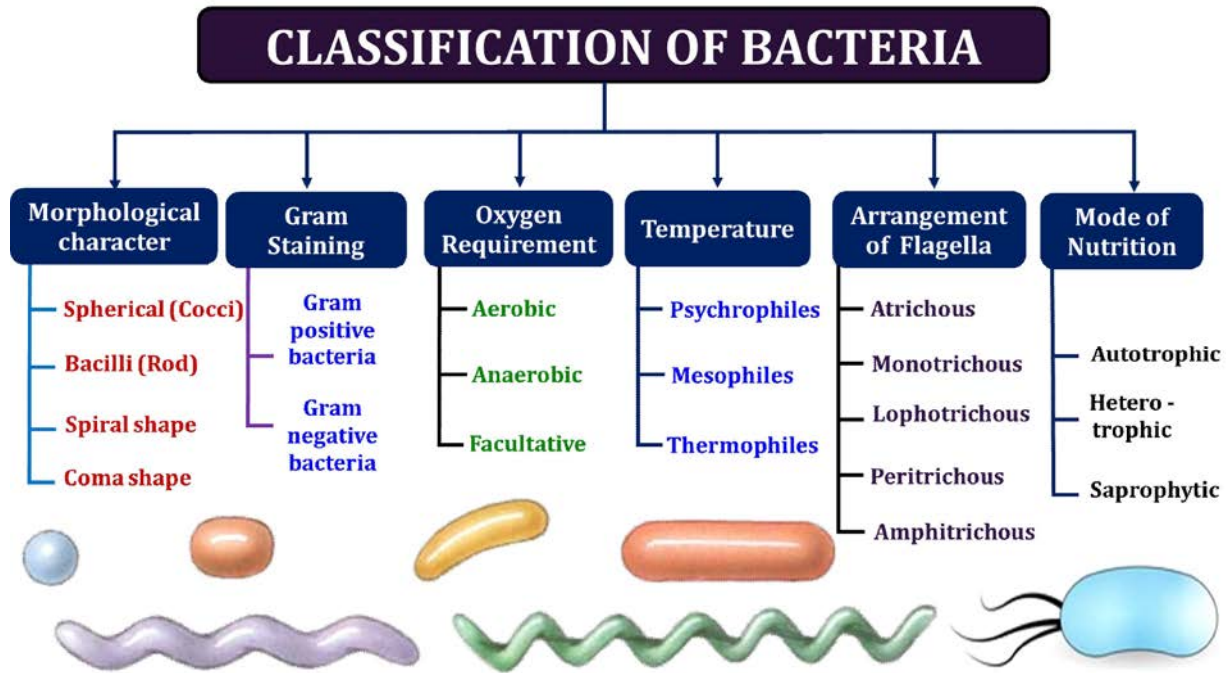 CLASSIFICATION OF BACTERIA
Morphological
character
Spherical (Cocci)
Bacilli (Rod)
Spiral shape
Coma shape
Gram
Staining
Gram
positive
bacteria
Gram
negative
bacteria
Oxygen
Requirement
Aerobic
Anaerobic
Facultative
Temperature
Psychrophiles
Mesophiles
Thermophiles
Arrangement
of Flagella
Atrichous
Monotrichous
Lophotrichous
Peritrichous
Amphitrichous
Mode of
Nutrition
Autotrophic
Hetero -
trophic
Saprophytic